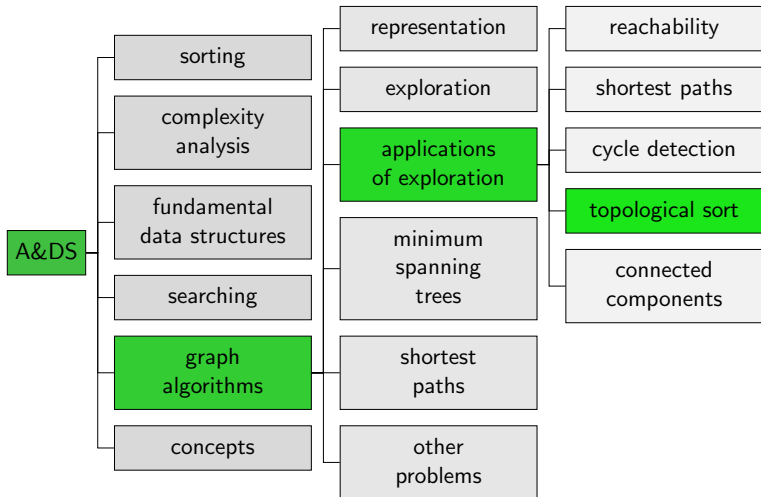 A&DS
sorting
complexity
analysis
fundamental
data structures
searching
graph
algorithms
concepts
representation
exploration
applications
of exploration
minimum
spanning
trees
shortest
paths
other
problems
reachability
shortest paths
cycle detection
topological sort
connected
components